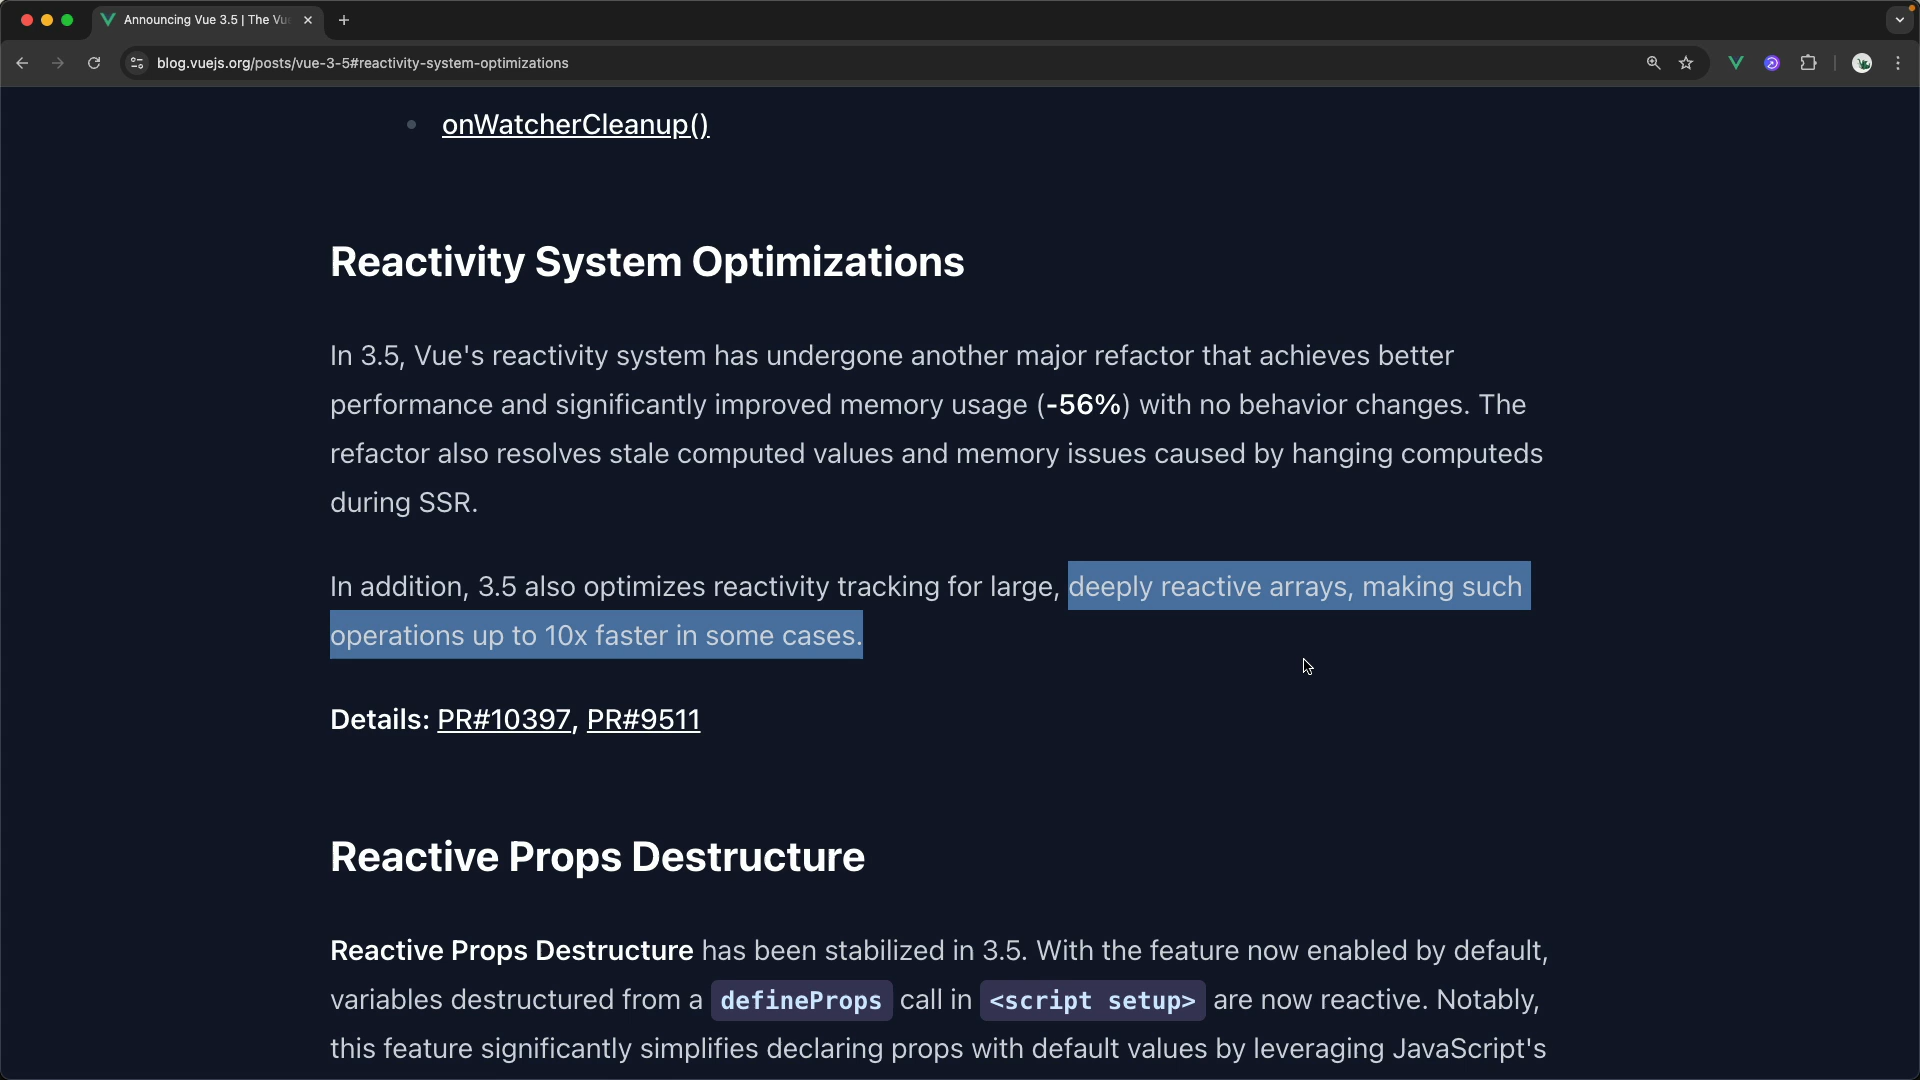 Announcing Vue 3.5 | The Vu
blog.vuejs.org/posts/vue-3-5#reactivity-system-optimizations
onWatcherCleanup()
Reactivity System Optimizations
In 3.5, Vue's reactivity system has undergone another major refactor that achieves better
performance and significantly improved memory usage (-56%) with no behavior changes. The
refactor also resolves stale computed values and memory issues caused by hanging computeds
during SSR.
In addition, 3.5 also optimizes reactivity tracking for large, deeply reactive arrays, making such
operations up to 10x faster in some cases.
Details: PR#10397, PR#9511
Reactive Props Destructure
Reactive Props Destructure has been stabilized in 3.5. With the feature now enabled by default,
variables destructured from a defineProps call in <script setup> are now reactive. Notably,
this feature significantly simplifies declaring props with default values by leveraging JavaScript's